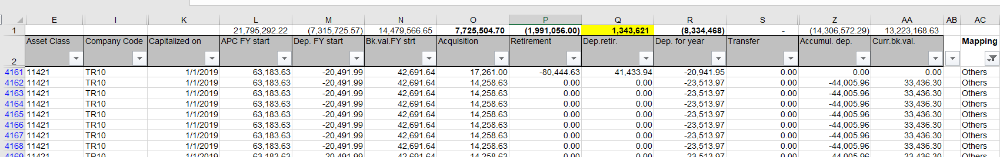 E I K L M N O P Q R S Z AA AB AC
1 21,795,292.22 (7,315,725.57) 14,479,566.65 7,725,504.70 (1,991,056.00) 1,343,621 (8,334,468) - (14,306,572.29) 13,223,168.63
Asset Class Company Code Capitalized on APC FY start Dep. FY start Bk.val.FY strt Acquisition Retirement Dep.retir. Dep. for year Transfer Accumul. dep. Curr.bk.val. Mapping
2
4161 11421 TR10 1/1/2019 63,183.63 -20,491.99 42,691.64 17,261.00 -80,444.63 41,433.94 -20,941.95 0.00 0.00 0.00 Others
4162 11421 TR10 1/1/2019 63,183.63 -20,491.99 42,691.64 14,258.63 0.00 0.00 -23,513.97 0.00 -44,005.96 33,436.30 Others
4163 11421 TR10 1/1/2019 63,183.63 -20,491.99 42,691.64 14,258.63 0.00 0.00 -23,513.97 0.00 -44,005.96 33,436.30 Others
4164 11421 TR10 1/1/2019 63,183.63 -20,491.99 42,691.64 14,258.63 0.00 0.00 -23,513.97 0.00 -44,005.96 33,436.30 Others
4165 11421 TR10 1/1/2019 63,183.63 -20,491.99 42,691.64 14,258.63 0.00 0.00 -23,513.97 0.00 -44,005.96 33,436.30 Others
4166 11421 TR10 1/1/2019 63,183.63 -20,491.99 42,691.64 14,258.63 0.00 0.00 -23,513.97 0.00 -44,005.96 33,436.30 Others
4167 11421 TR10 1/1/2019 63,183.63 -20,491.99 42,691.64 14,258.63 0.00 0.00 -23,513.97 0.00 -44,005.96 33,436.30 Others
4168 11421 TR10 1/1/2019 63,183.63 -20,491.99 42,691.64 14,258.63 0.00 0.00 -23,513.97 0.00 -44,005.96 33,436.30 Others
4169 11421 TR10 1/1/2019 63,183.63 -20,491.99 42,691.64 14,258.63 0.00 0.00 -23,513.97 0.00 -44,005.96 33,436.30 Others